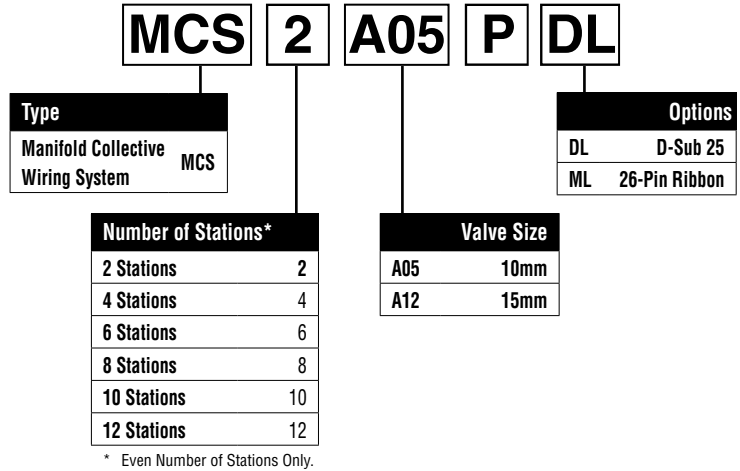 MCS 2 A05 P DL
Type
Manifold Collective
Wiring System MCS
Options
DL D-Sub 25
ML 26-Pin Ribbon
Number of Stations*
2 Stations 2
4 Stations 4
6 Stations 6
8 Stations 8
10 Stations 10
12 Stations 12
* Even Number of Stations Only.
Valve Size
A05 10mm
A12 15mm